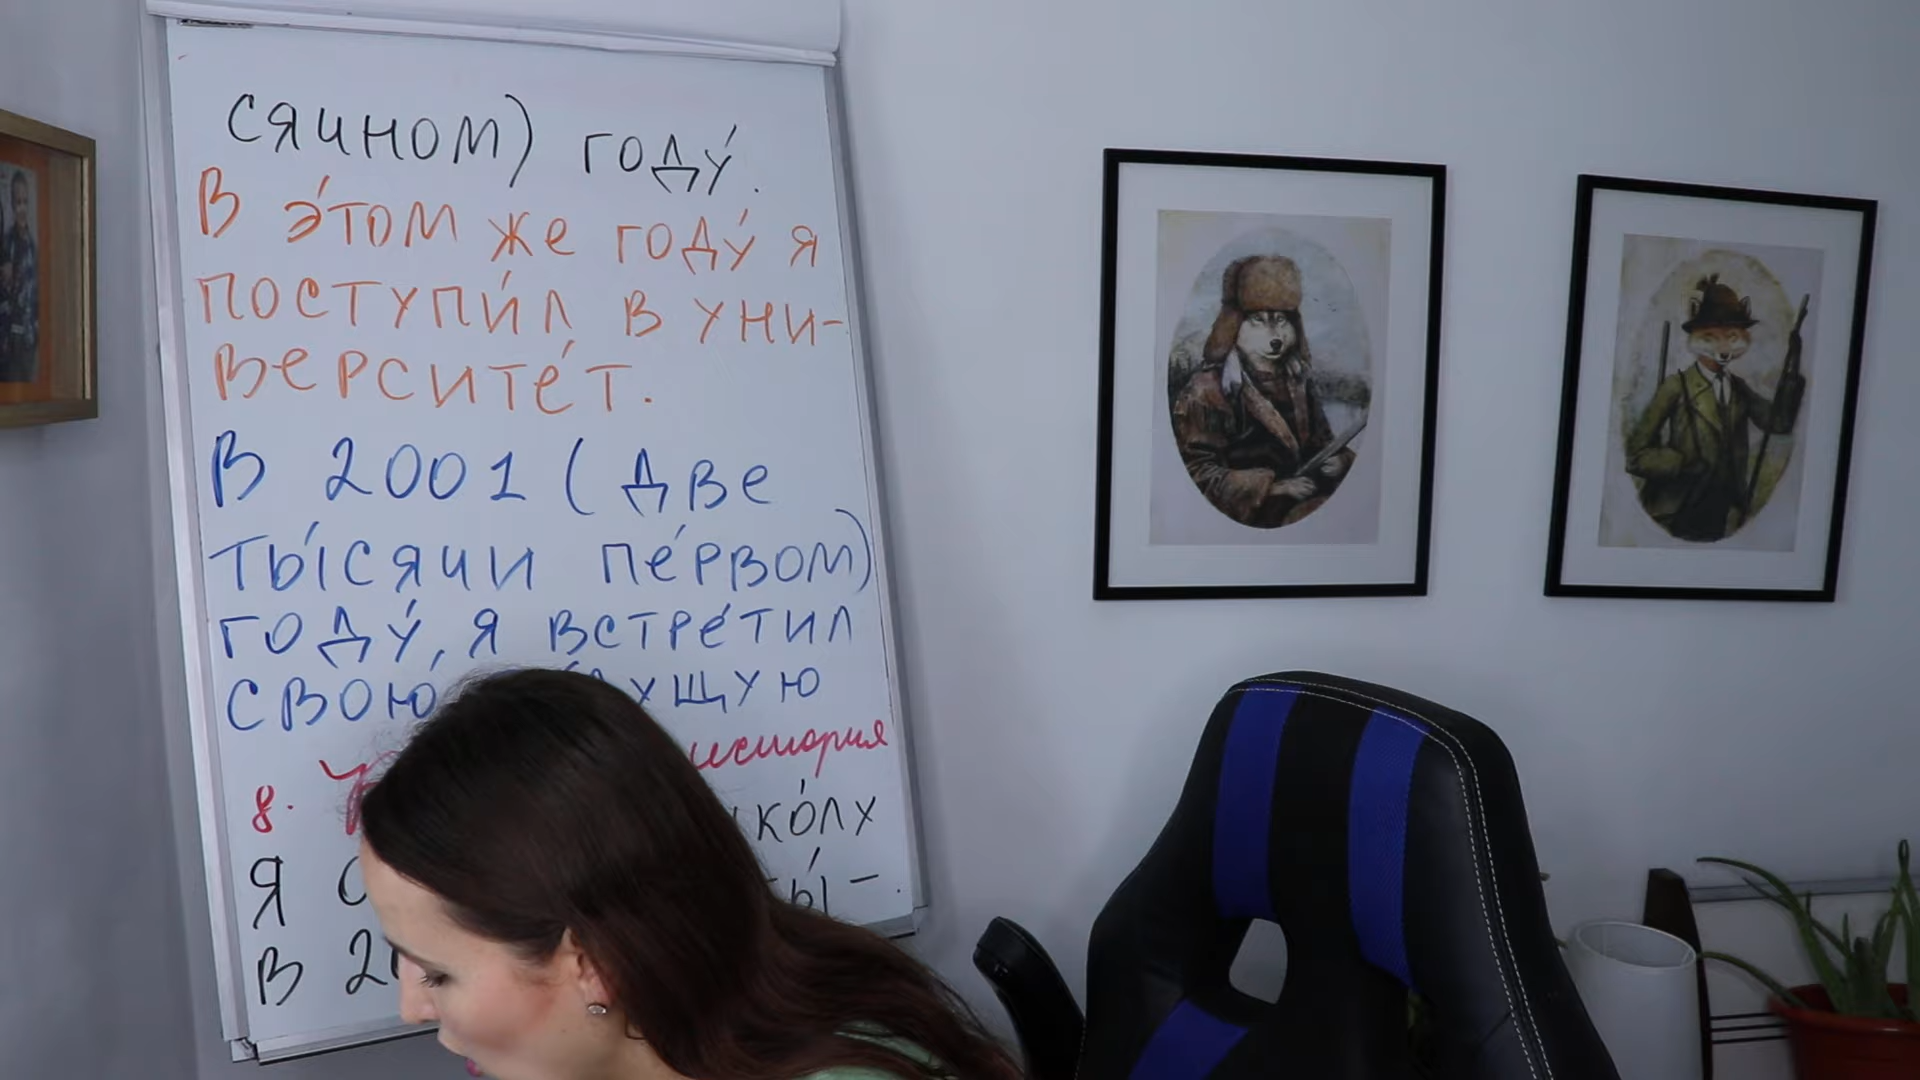 сячном) году́.
В э́том же году́ я
поступи́л в уни-
версите́т.
В 2001 (две
ты́сячи пе́рвом)
году́, я встре́тил
свою́
8. история
Я
В